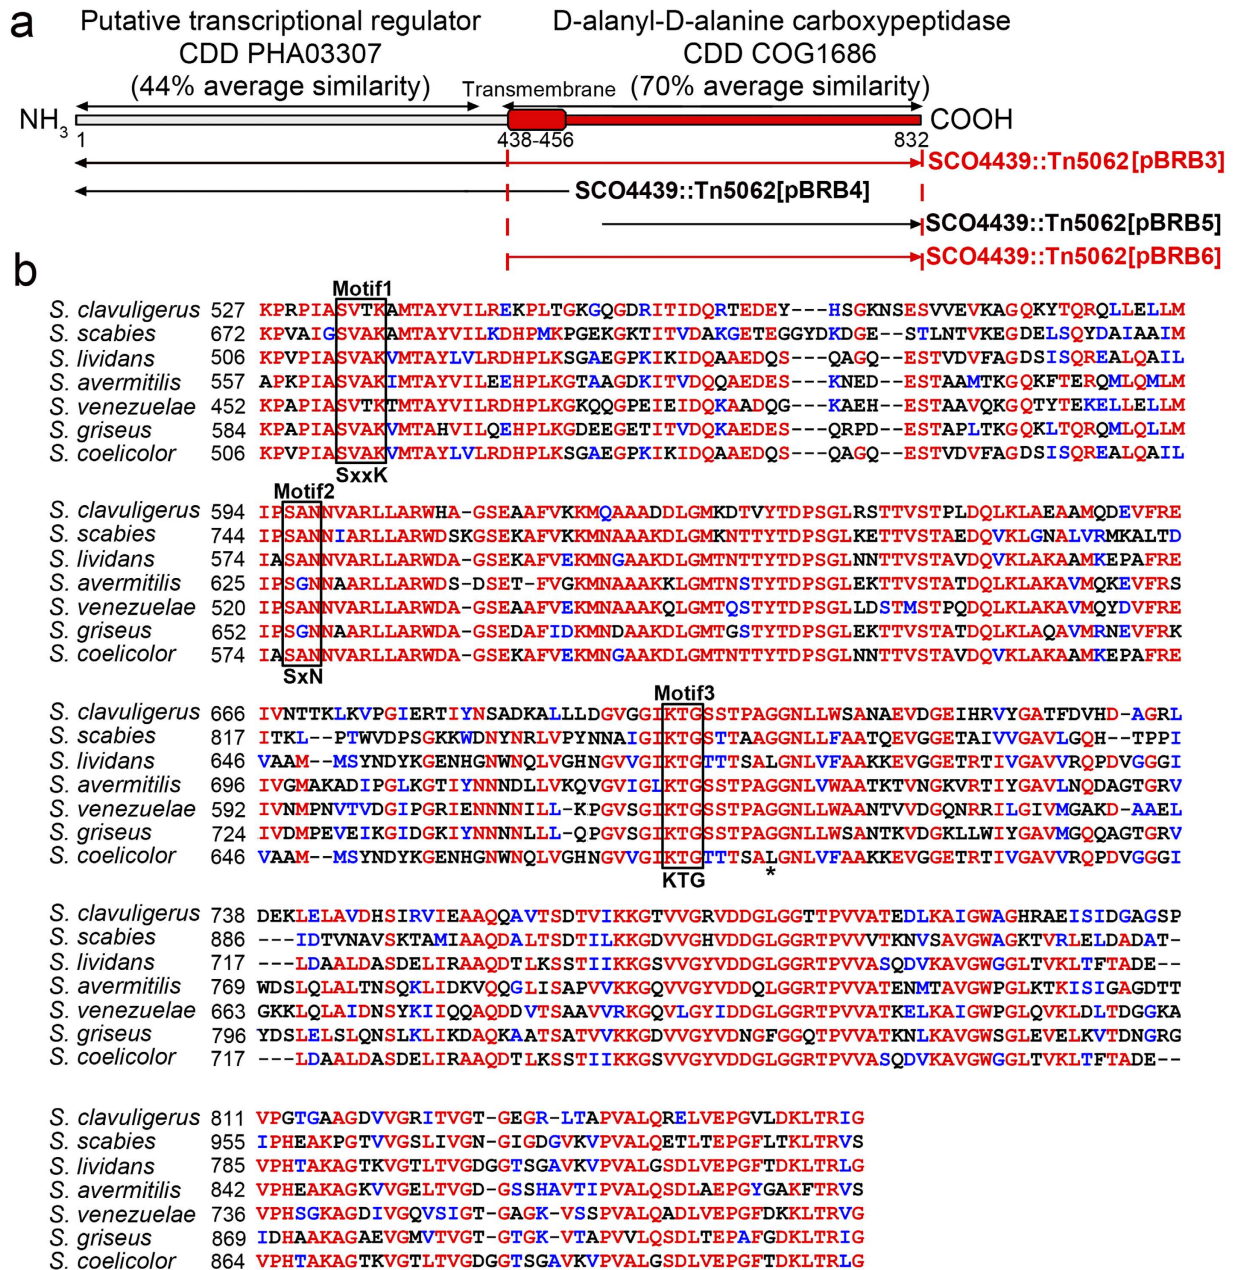 a
Putative transcriptional regulator D-alanyl-D-alanine carboxypeptidase
CDD PHA03307 CDD COG1686
(44% average similarity) Transmembrane (70% average similarity)
NH3 COOH
1 438-456 832
SCO4439::Tn5062[pBRB3]
SCO4439::Tn5062[pBRB4]
SCO4439::Tn5062[pBRB5]
SCO4439::Tn5062[pBRB6]
b
Motif1
S. clavuligerus 527 KPRPIASVTKAMTAYVILREKPLTGKGQGDRITIDQRTEDEY---HSGKNSESVVEVKAGQKYTQRQLLELLM
S. scabies 672 KPVAIGSVAKAMTAYVILKDHPMKPGEKGKTITVDAKGETEGGYDKDGE--STLNTVKEGDELSQYDAIAAIM
S. lividans 506 KPVPIASVAKVMTAYLVLRDHPLKSGAEGPKIKIDQAAEDQS---QAGQ--ESTVDVFAGDSISQREALQAIL
S. avermitilis 557 APKPIASVAKIMTAYVILEEHPLKGTAAGDKITVDQQAEDES---KNED--ESTAAMTKGQKFTERQMLQMLM
S. venezuelae 452 KPAPIASVTKTMTAYVILRDHPLKGKQQGPEIEIDQKAADQG---KAEH--ESTAAVQKGQTYTEKELLELLM
S. griseus 584 KPAPIASVAKVMTAHVILQEHPLKGDEEGETITVDQKAEDES---QRPD--ESTAPLTKGQKLTQRQMLQLLM
S. coelicolor 506 KPVPIASVAKVMTAYLVLRDHPLKSGAEGPKIKIDQAAEDQS---QAGQ--ESTVDVFAGDSISQREALQAIL
SxxK
Motif2
S. clavuligerus 594 IPSANNVARLLARWHA-GSEAAFVKKMQAAADDLGMKDTVYTDPSGLRSTTVSTPLDQLKLAEAAMQDEVFRE
S. scabies 744 IPSANNIARLLARWDSKGSEKAFVKKMNAAAKDLGMKNTTYTDPSGLKETTVSTAEDQVKLGNALVRMKALTD
S. lividans 574 IASANNVARLLARWDA-GSEKAFVEKMNGAAKDLGMTNTTYTDPSGLNNTTVSTAVDQVKLAKAAMKEPAFRE
S. avermitilis 625 IPSGNNAARLLARWDS-DSET-FVGKMNAAAKKLGMTNSTYTDPSGLEKTTVSTATDQLKLAKAVMQKEVFRS
S. venezuelae 520 IPSANNVARLLARWDA-GSEAAFVEKMNAAAKQLGMTQSTYTDPSGLLDSTMSTPQDQLKLAKAVMQYDVFRE
S. griseus 652 IPSGNNAARLLARWDA-GSEDAFIDKMNDAAKDLGMTGSTYTDPSGLEKTTVSTATDQLKLAQAVMRNEVFRK
S. coelicolor 574 IASANNVARLLARWDA-GSEKAFVEKMNGAAKDLGMTNTTYTDPSGLNNTTVSTAVDQVKLAKAAMKEPAFRE
SxN
Motif3
S. clavuligerus 666 IVNTTKLKVPGIERTIYNSADKALLLDGVGGIKTGSSTPAGGNLLWSANAEVDGEIHRVYGATFDVHD-AGRL
S. scabies 817 ITKL--PTWVDPSGKKWDNYNRLVPYNNAIGIKTGSTTAAGGNLLFAATQEVGGETAIVVGAVLGQH--TPPI
S. lividans 646 VAAM--MSYNDYKGENHGNWNQLVGHNGVVGIKTGTTTSALGNLVFAAKKEVGGETRTIVGAVVRQPDVGGGI
S. avermitilis 696 IVGMAKADIPGLKGTIYNNNDLLVKQVGVIGLKTGSSTPAGGNLLWAATKTVNGKVRTIYGAVLNQDAGTGRV
S. venezuelae 592 IVNMPNVTVDGIPGRIENNNNILL-KPGVSGIKTGSSTPAGGNLLWAANTVVDGQNRRILGIVMGAKD-AAEL
S. griseus 724 IVDMPEVEIKGIDGKIYNNNNLLL-QPGVSGIKTGSSTPAGGNLLWSANTKVDGKLLWIYGAVMGQQAGTGRV
S. coelicolor 646 VAAM--MSYNDYKGENHGNWNQLVGHNGVVGIKTGTTTSALGNLVFAAKKEVGGETRTIVGAVVRQPDVGGGI
KTG *
S. clavuligerus 738 DEKLELAVDHSIRVIEAAQQAVTSDTVIKKGTVVGRVDDGLGGTTPVVATEDLKAIGWAGHRAEISIDGAGSP
S. scabies 886 ---IDTVNAVSKTAMIAAQDALTSDTILKKGDVVGHVDDGLGGRTPVVVTKNVSAVGWAGKTVRLELDADAT-
S. lividans 717 ---LDAALDASDELIRAAQDTLKSSTIIKKGSVVGYVDDGLGGRTPVVASQDVKAVGWGGLTVKLTFTADE--
S. avermitilis 769 WDSLQLALTNSQKLIDKVQQGLISAPVVKKGQVVGYVDDQLGGRTPVVATENMTAVGWPGLKTKISIGAGDTT
S. venezuelae 663 GKKLQLAIDNSYKIIQQAQDDVTSAAVVRKGQVLGYIDDGLGGRTPVVATKELKAIGWPGLQVKLDLTDGGKA
S. griseus 796 YDSLELSLQNSLKLIKDAQKAATSATVVKKGDVVGYVDNGFGGQTPVVATKNLKAVGWSGLEVELKVTDNGRG
S. coelicolor 717 ---LDAALDASDELIRAAQDTLKSSTIIKKGSVVGYVDDGLGGRTPVVASQDVKAVGWGGLTVKLTFTADE--
S. clavuligerus 811 VPGTGAAGDVVGRITVGT-GEGR-LTAPVALQRELVEPGVLDKLTRIG
S. scabies 955 IPHEAKPGTVVGSLIVGN-GIGDGVKVPVALQETLTEPGFLTKLTRVS
S. lividans 785 VPHTAKAGTKVGTLTVGDGGTSGAVKVPVALGSDLVEPGFTDKLTRLG
S. avermitilis 842 VPHEAKAGKVVGELTVGD-GSSHAVTIPVALQSDLAEPGYGAKFTRVS
S. venezuelae 736 VPHSGKAGDIVGQVSIGT-GAGK-VSSPVALQADLVEPGFDKKLTRVG
S. griseus 869 IDHAAKAGAEVGMVTVGT-GTGK-VTAPVVLQSDLTEPAFGDKLTRIG
S. coelicolor 864 VPHTAKAGTKVGTLTVGDGGTSGAVKVPVALGSDLVEPGFTDKLTRLG